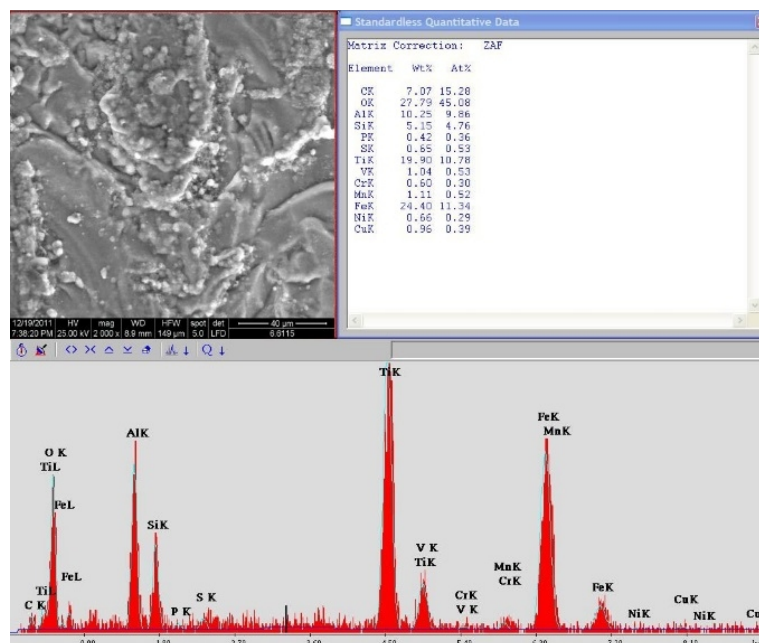 Standardless Quantitative Data
Matrix Correction: ZAF
Element Wt% At%
CK 7.07 15.28
OK 27.79 45.08
AlK 10.25 9.86
SiK 5.15 4.76
PK 0.42 0.36
SK 0.65 0.53
TiK 19.90 10.78
VK 1.04 0.53
CrK 0.60 0.30
MnK 1.11 0.52
FeK 24.40 11.34
NiK 0.66 0.29
CuK 0.96 0.39
12/19/2011 HV mag WD HFW spot det 40 µm
7:38:20 PM 25.00 kV 2 000 x 8.9 mm 149 µm 5.0 LFD 6.8115
TiK
FeK
MnK
AlK
O K
TiL
FeL
SiK
V K
TiK
MnK
CrK
CrK
V K
TiL
FeL
C K
P K
S K
FeK
CuK
NiK
NiK
Cu